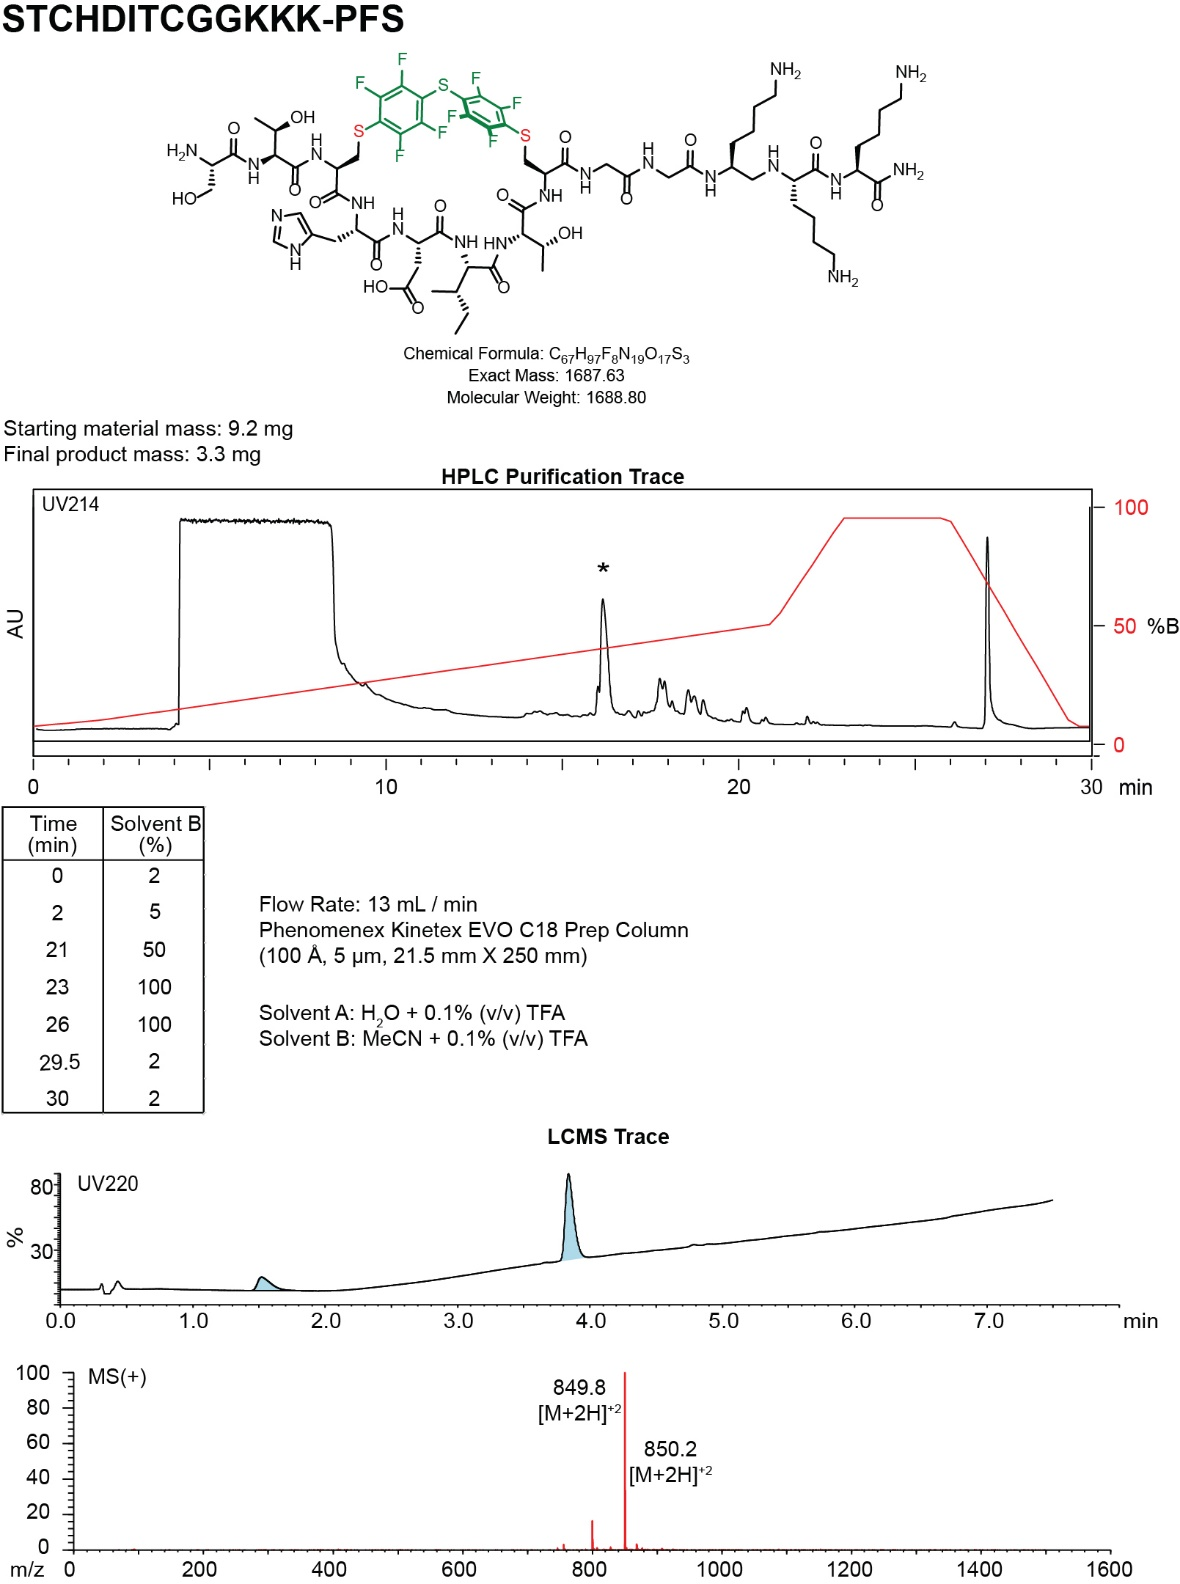 STCHDITCGGKKK-PFS
F
F
F
F
S
F
F
F
F
S
S
NH2
NH2
H2N
O
OH
HO
N
H
O
H
N
O
NH
N
NH
O
H
N
O
HO
O
NH
O
HN
OH
O
NH
O
N
H
O
H
N
O
N
H
H
N
O
N
H
NH2
O
NH2
Chemical Formula: C67H97F8N19O17S3
Exact Mass: 1687.63
Molecular Weight: 1688.80
Starting material mass: 9.2 mg
Final product mass: 3.3 mg
HPLC Purification Trace
UV214
*
AU
100
50 %B
0
0 10 20 30 min
Time (min) Solvent B (%)
0 2
2 5
21 50
23 100
26 100
29.5 2
30 2
Flow Rate: 13 mL / min
Phenomenex Kinetex EVO C18 Prep Column
(100 Å, 5 µm, 21.5 mm X 250 mm)
Solvent A: H2O + 0.1% (v/v) TFA
Solvent B: MeCN + 0.1% (v/v) TFA
LCMS Trace
UV220
80
%
30
0.0 1.0 2.0 3.0 4.0 5.0 6.0 7.0 min
MS(+)
100
80
60
40
20
0
849.8
[M+2H]+2
850.2
[M+2H]+2
m/z 0 200 400 600 800 1000 1200 1400 1600